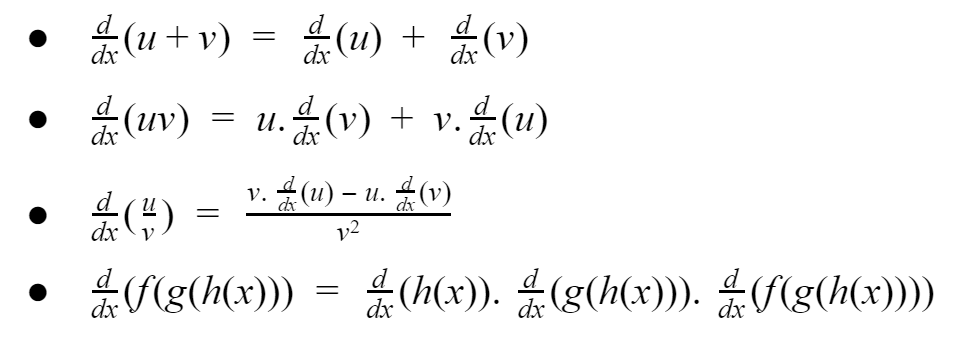 ● d/dx (u + v) = d/dx (u) + d/dx (v)
● d/dx (uv) = u. d/dx (v) + v. d/dx (u)
● d/dx (u/v) = (v. d/dx (u) − u. d/dx (v)) / v²
● d/dx (f(g(h(x))) = d/dx (h(x)). d/dx (g(h(x))). d/dx (f(g(h(x))))